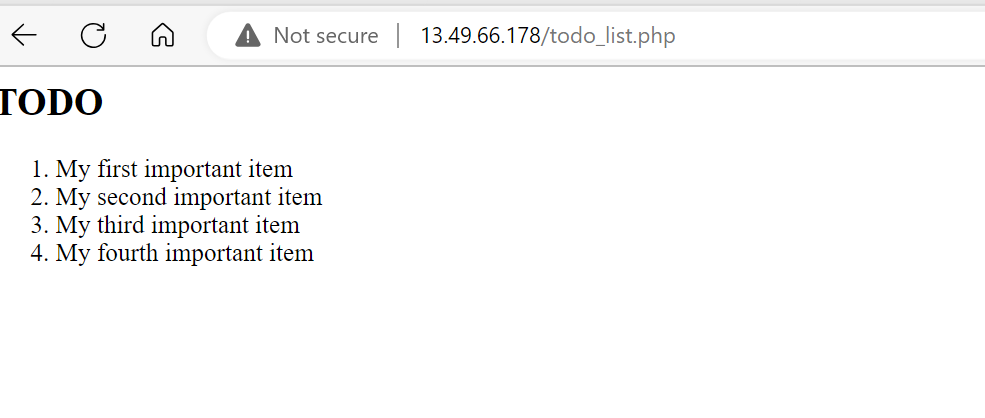 Not secure | 13.49.66.178/todo_list.php
TODO
1. My first important item
2. My second important item
3. My third important item
4. My fourth important item